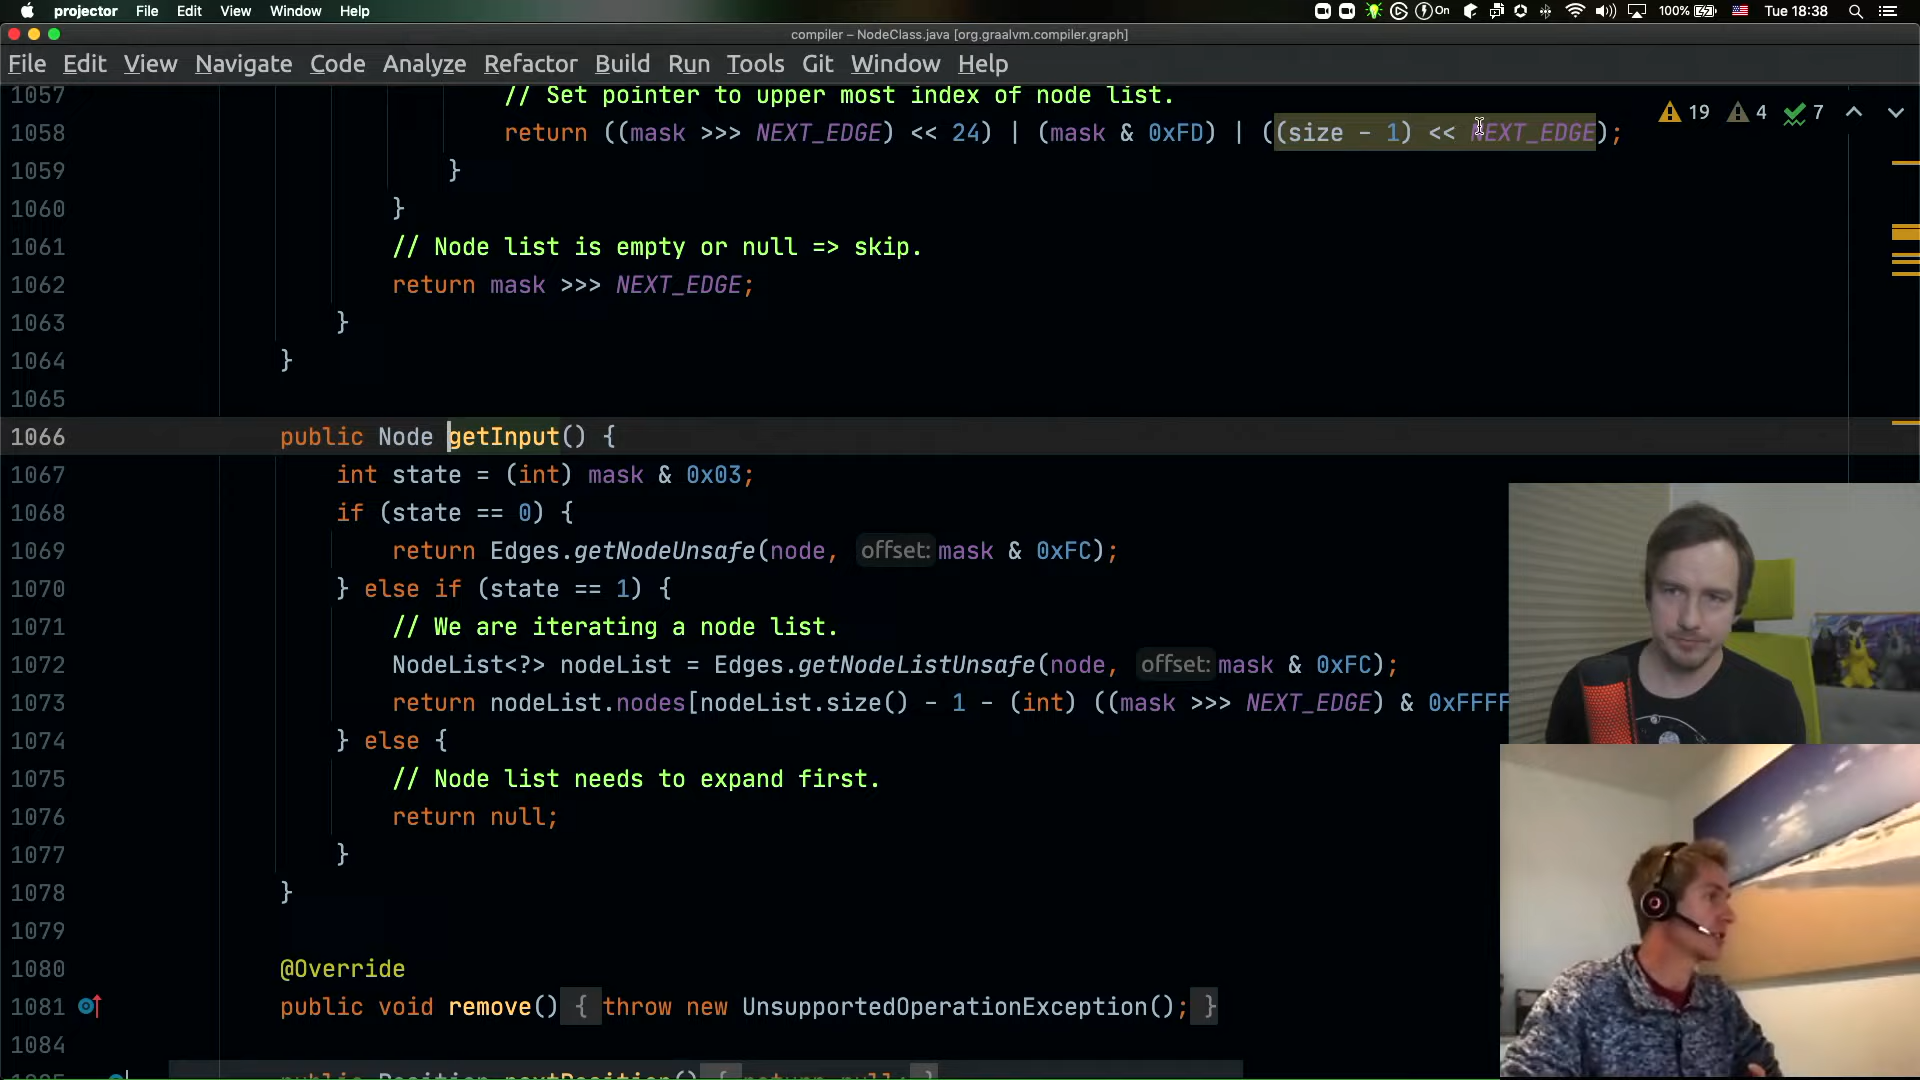 projector File Edit View Window Help On 100% Tue 18:38
compiler – NodeClass.java [org.graalvm.compiler.graph]
File Edit View Navigate Code Analyze Refactor Build Run Tools Git Window Help
1057 // Set pointer to upper most index of node list. 19 4 7
1058 return ((mask >>> NEXT_EDGE) << 24) | (mask & 0xFD) | ((size - 1) << NEXT_EDGE);
1059 }
1060 }
1061 // Node list is empty or null => skip.
1062 return mask >>> NEXT_EDGE;
1063 }
1064 }
1065
1066 public Node getInput() {
1067 int state = (int) mask & 0x03;
1068 if (state == 0) {
1069 return Edges.getNodeUnsafe(node, offset: mask & 0xFC);
1070 } else if (state == 1) {
1071 // We are iterating a node list.
1072 NodeList<?> nodeList = Edges.getNodeListUnsafe(node, offset: mask & 0xFC);
1073 return nodeList.nodes[nodeList.size() - 1 - (int) ((mask >>> NEXT_EDGE) & 0xFFFF
1074 } else {
1075 // Node list needs to expand first.
1076 return null;
1077 }
1078 }
1079
1080 @Override
1081 public void remove() { throw new UnsupportedOperationException(); }
1084